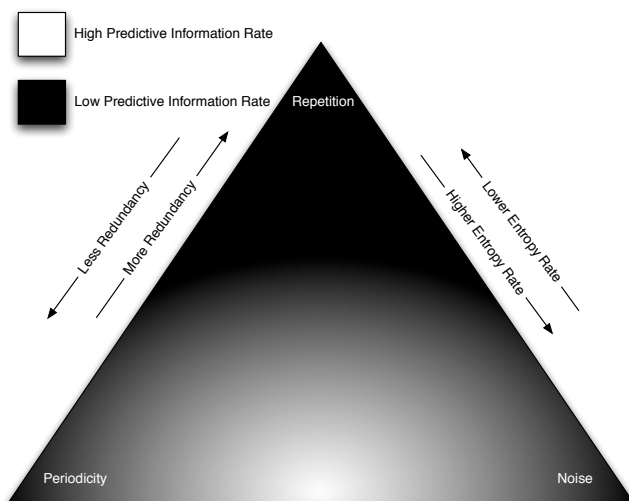 High Predictive Information Rate
Low Predictive Information Rate
Repetition
Less Redundancy
More Redundancy
Lower Entropy Rate
Higher Entropy Rate
Periodicity
Noise